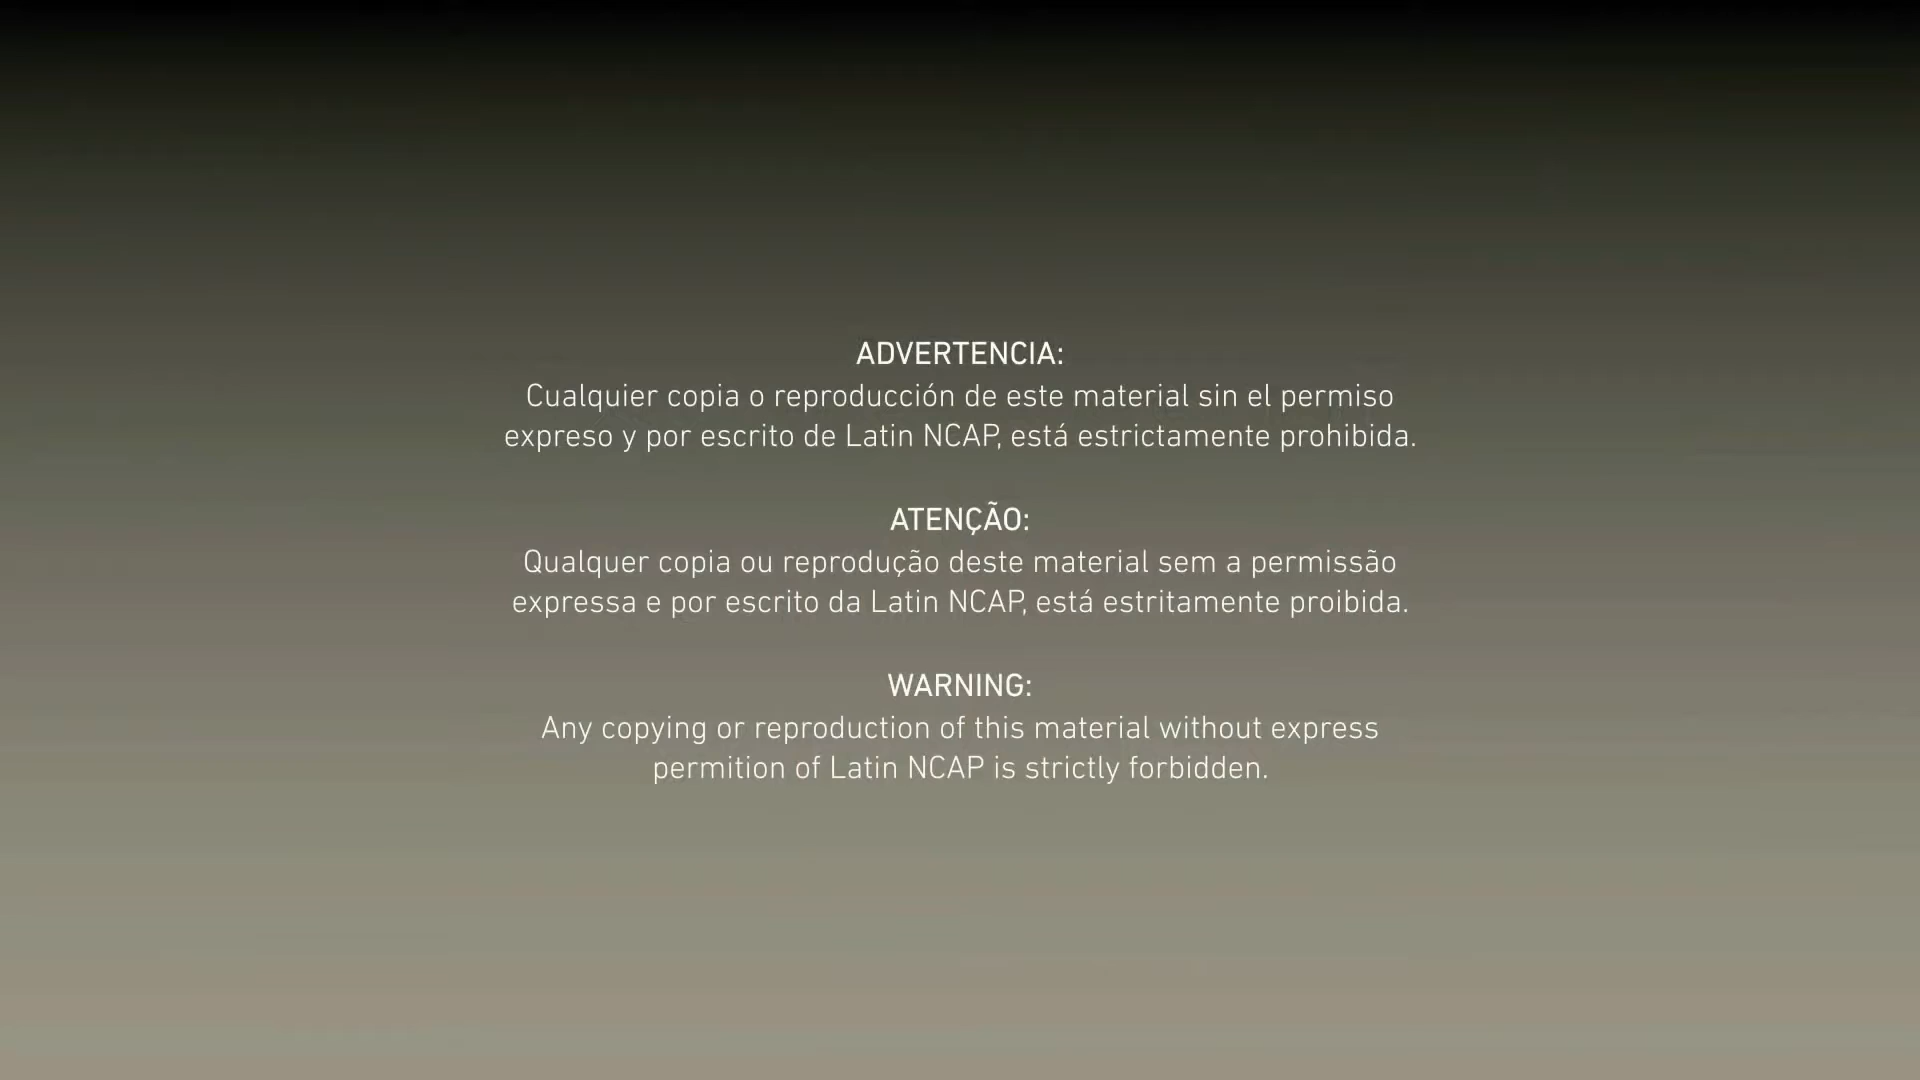 ADVERTENCIA:
Cualquier copia o reproducción de este material sin el permiso
expreso y por escrito de Latin NCAP, está estrictamente prohibida.
ATENÇÃO:
Qualquer copia ou reprodução deste material sem a permissão
expressa e por escrito da Latin NCAP, está estritamente proibida.
WARNING:
Any copying or reproduction of this material without express
permition of Latin NCAP is strictly forbidden.